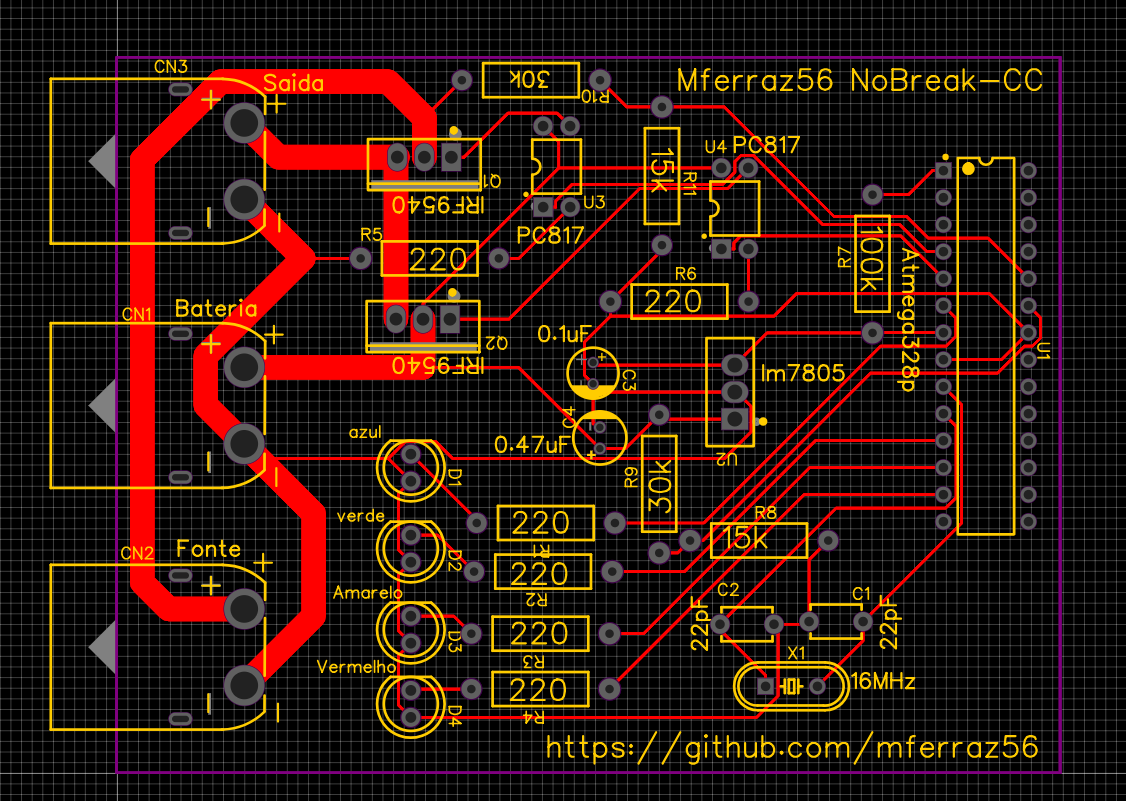 CN3
Saida
+
+
30k
R10
Mferraz56 NoBreak-CC
15k
R11
U4 PC817
Q1
IRF9540
U3
PC817
-
-
R5
220
R7
100k
Atmega328p
R6
220
Bateria
CN1
+
+
Q2
IRF9540
0.1uF
+
C3
lm7805
U1
C4
0.47uF
+
U2
azul
D1
-
-
R9
30k
verde
220
R1
R8
15k
CN2
Fonte
+
+
D2
220
R2
Amarelo
C2
C1
22pF
22pF
D3
220
R3
X1
Vermelho
16MHz
220
R4
D4
-
-
https://github.com/mferraz56